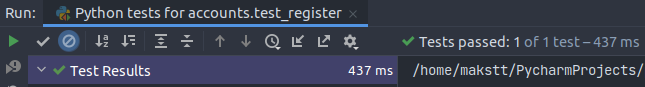 Run: Python tests for accounts.test_register
Tests passed: 1 of 1 test – 437 ms
Test Results 437 ms /home/makstt/PycharmProjects/